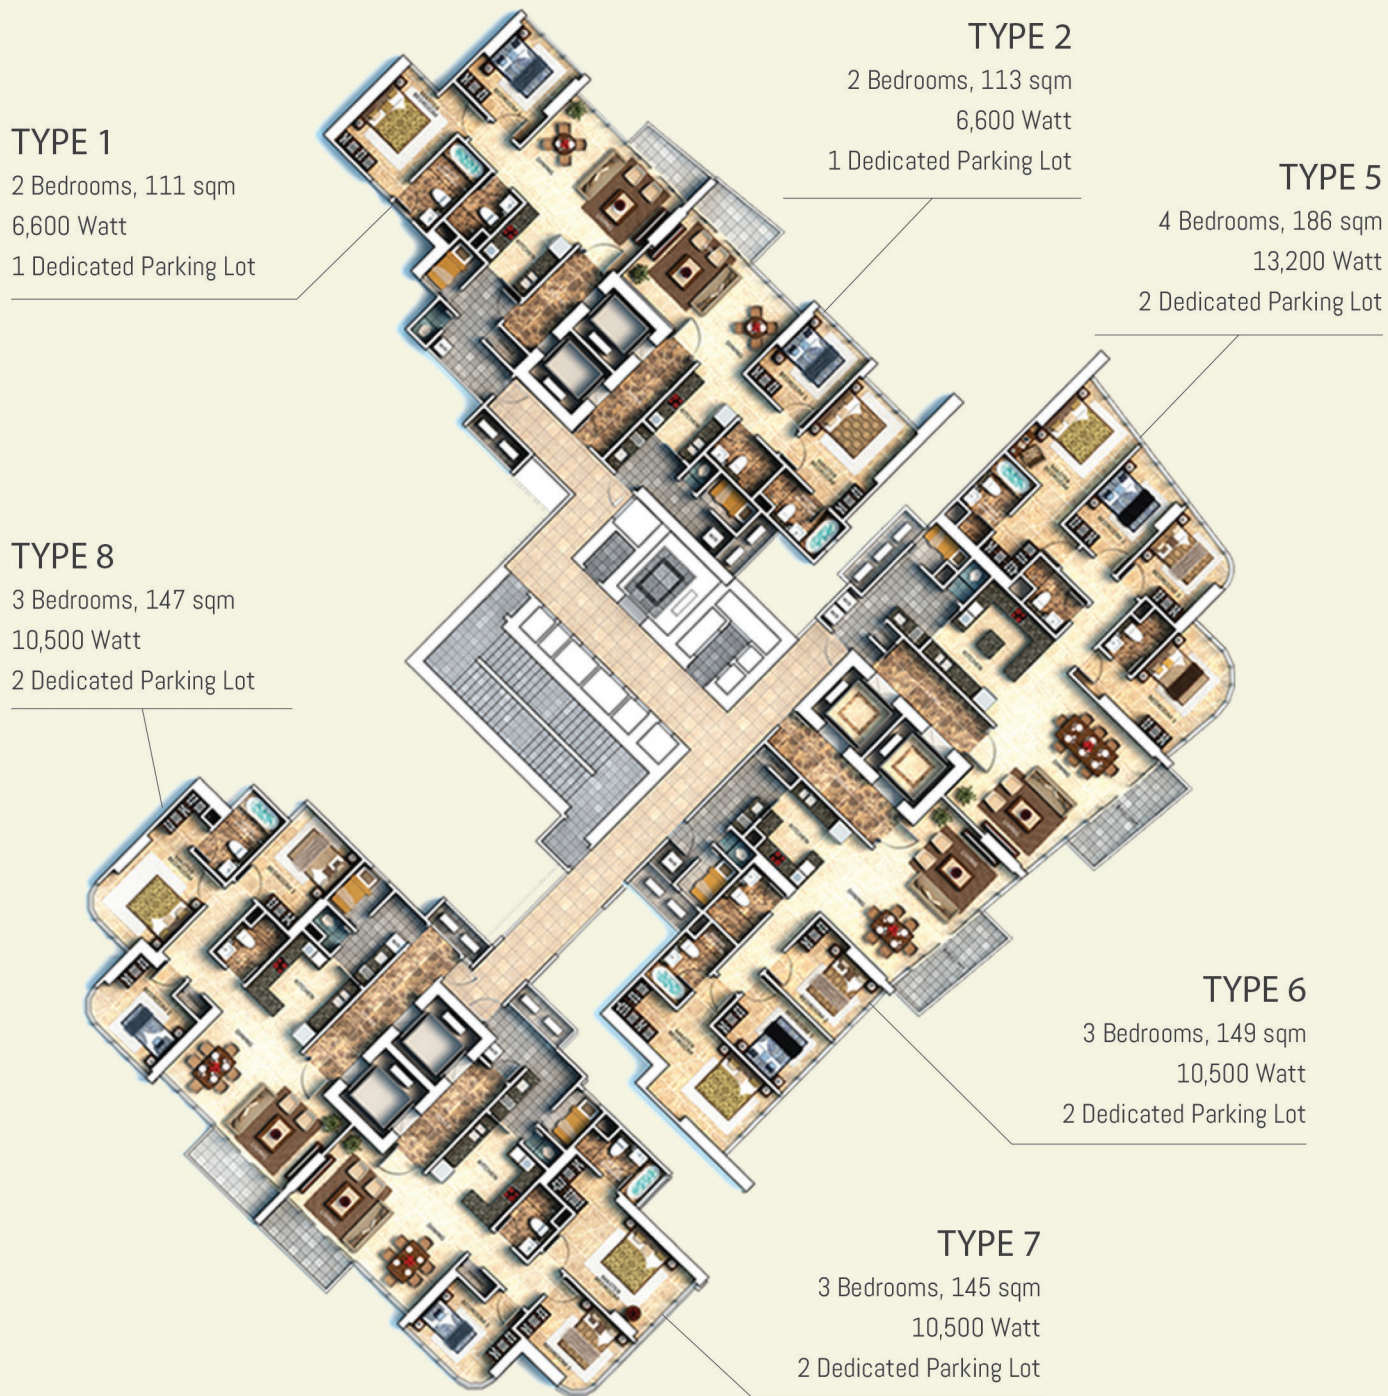 TYPE 2
2 Bedrooms, 113 sqm
6,600 Watt
1 Dedicated Parking Lot
TYPE 1
2 Bedrooms, 111 sqm
6,600 Watt
1 Dedicated Parking Lot
TYPE 5
4 Bedrooms, 186 sqm
13,200 Watt
2 Dedicated Parking Lot
TYPE 8
3 Bedrooms, 147 sqm
10,500 Watt
2 Dedicated Parking Lot
TYPE 6
3 Bedrooms, 149 sqm
10,500 Watt
2 Dedicated Parking Lot
TYPE 7
3 Bedrooms, 145 sqm
10,500 Watt
2 Dedicated Parking Lot